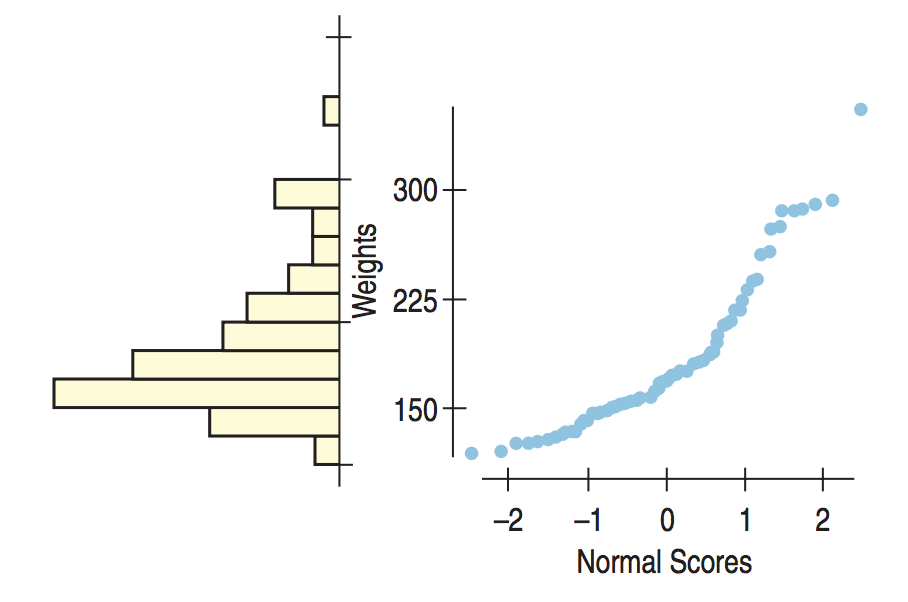 Weights
300
225
150
–2 –1 0 1 2
Normal Scores